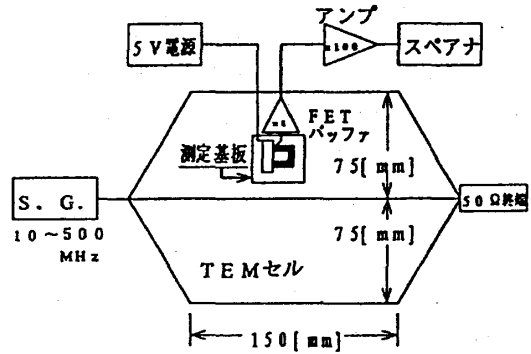 アンプ
5V電源
×100
スペアナ
×1
FET
バッファ
測定基板
75[mm]
S.G.
50Ω終端
10~500
MHz
75[mm]
TEMセル
150[mm]